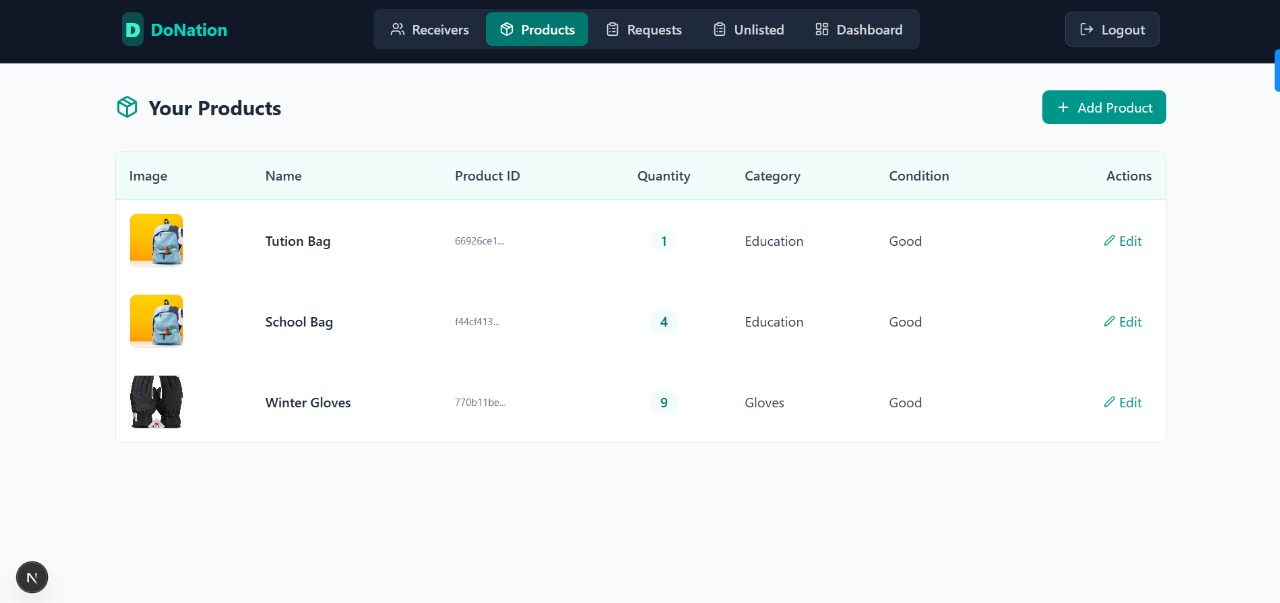 D DoNation
Receivers Products Requests Unlisted Dashboard
Logout
Your Products
+ Add Product
Image Name Product ID Quantity Category Condition Actions
Tution Bag 66926ce1... 1 Education Good Edit
School Bag f44cf413... 4 Education Good Edit
Winter Gloves 770b11be... 9 Gloves Good Edit
N